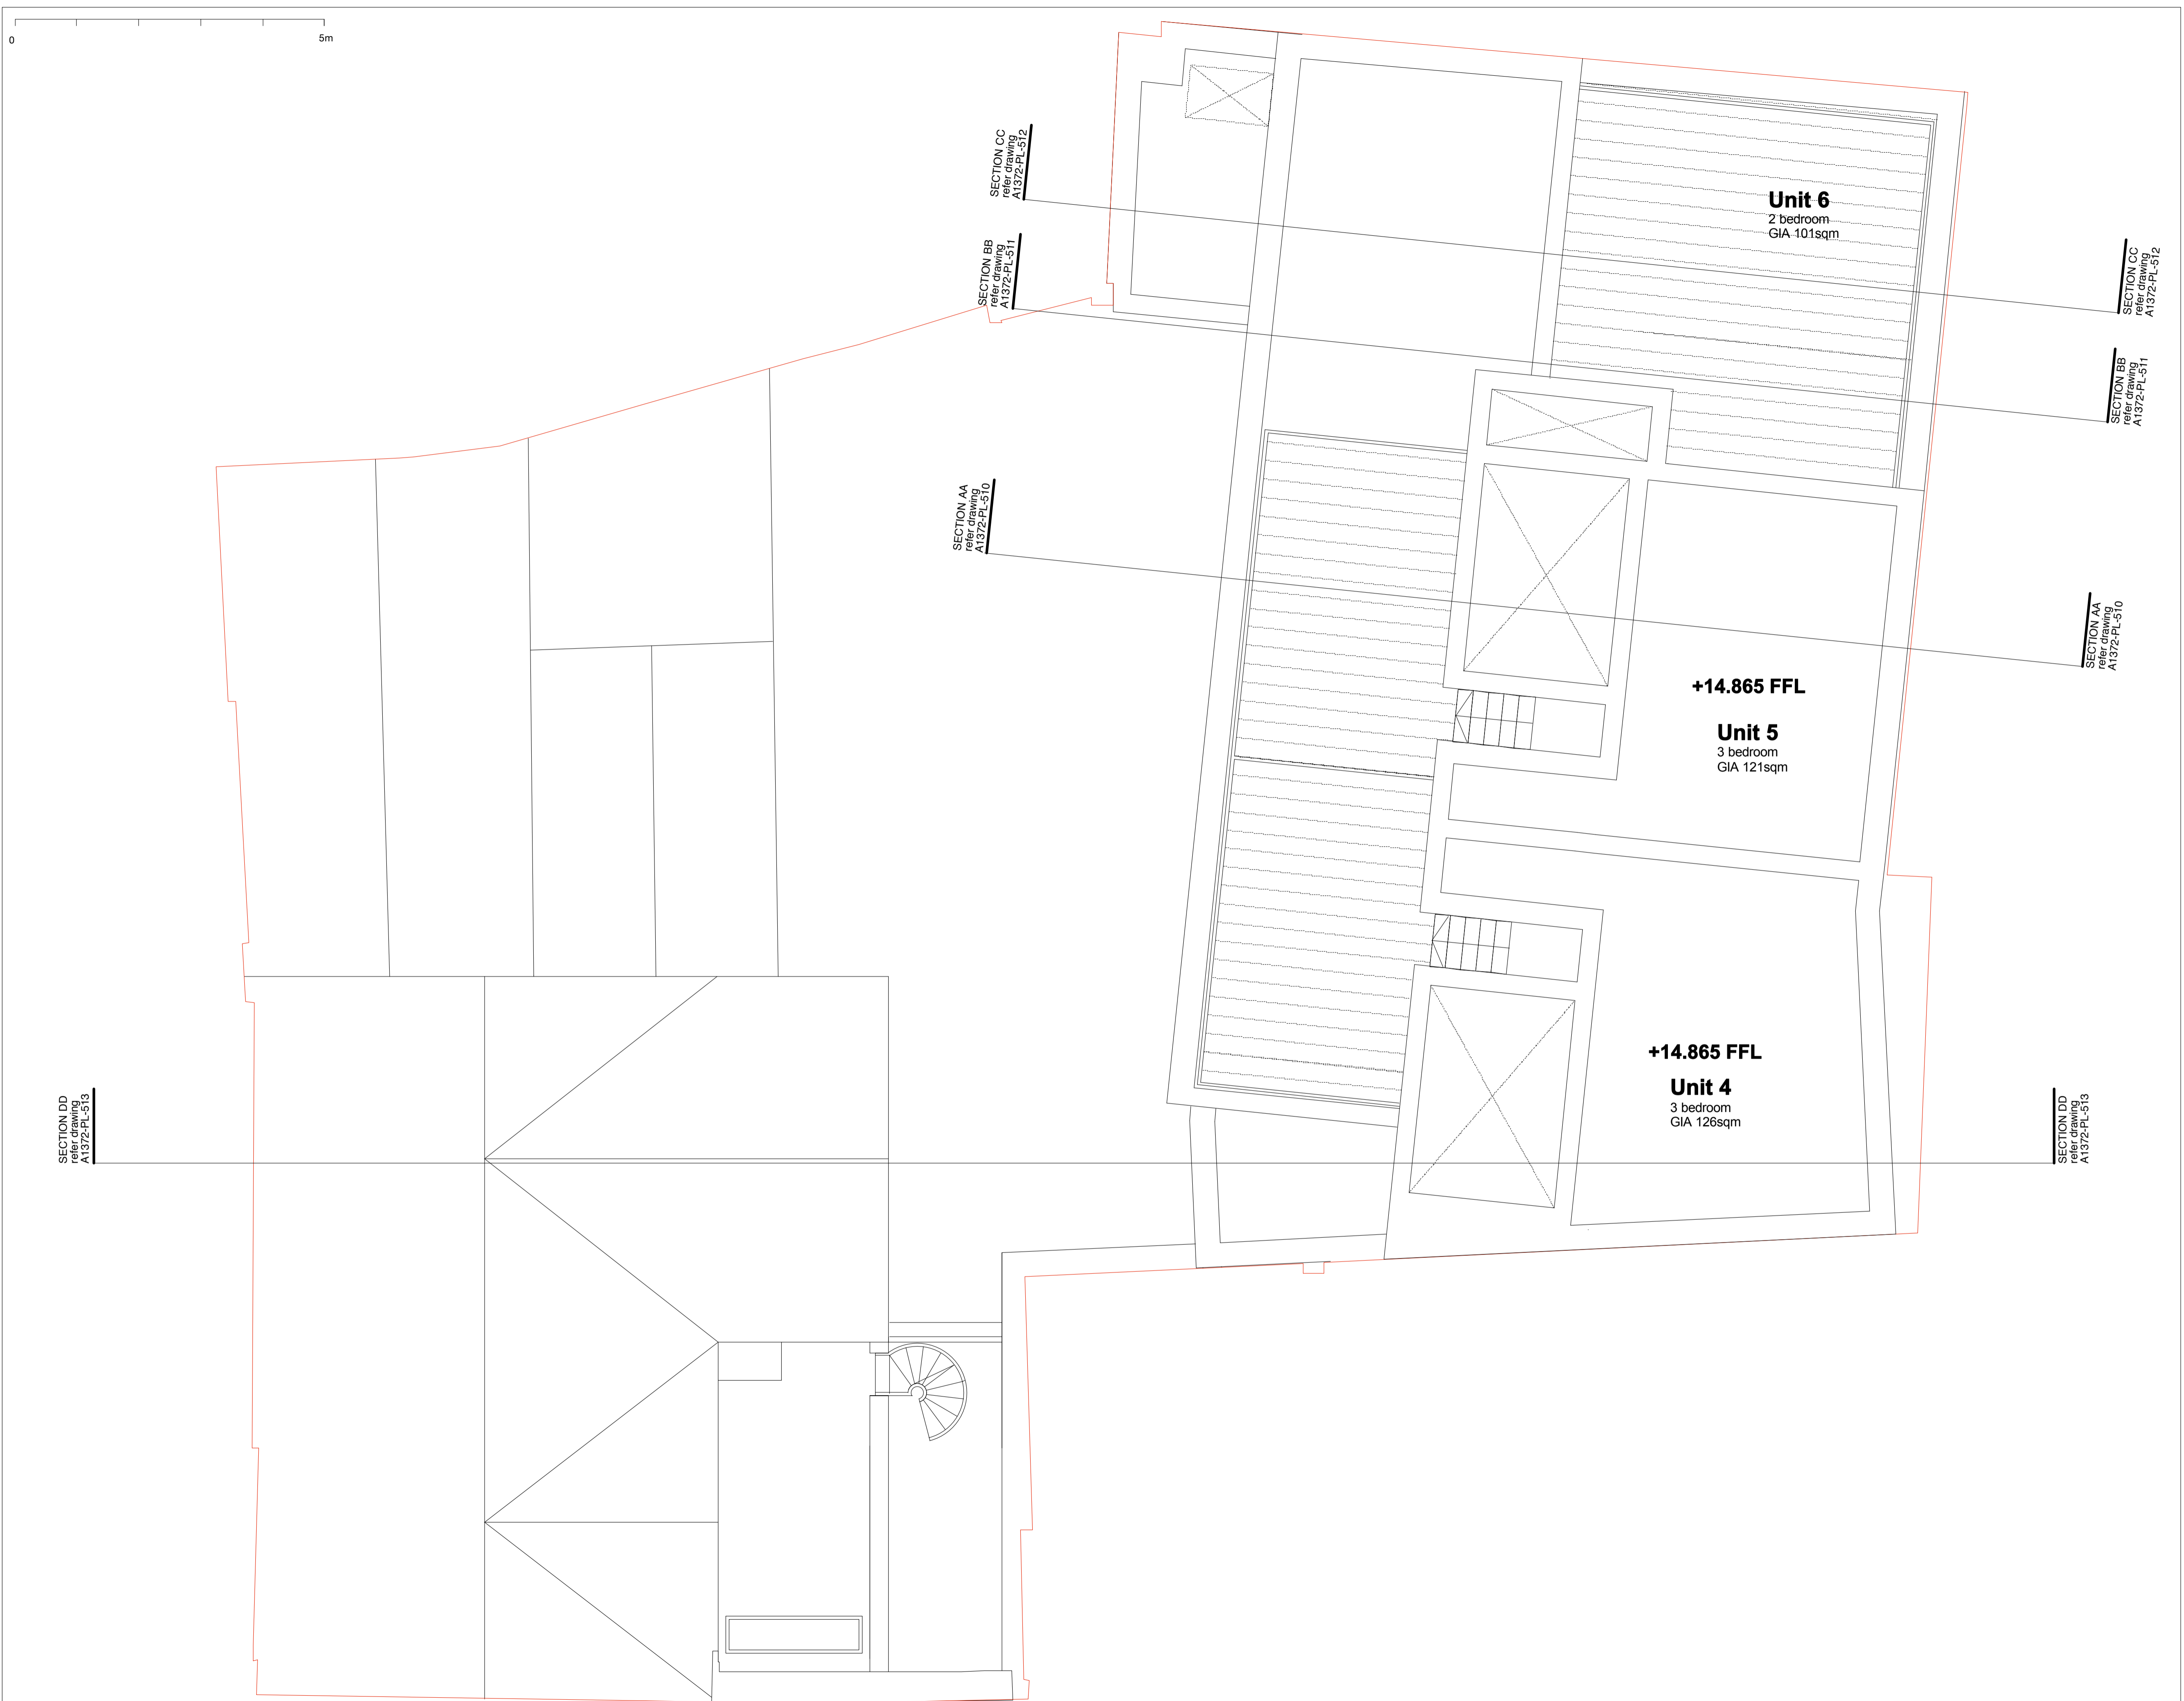 0
5m
SECTION CC
refer drawing
A1372-PL-512
SECTION BB
refer drawing
A1372-PL-511
SECTION AA
refer drawing
A1372-PL-510
SECTION DD
refer drawing
A1372-PL-513
Unit 6
2 bedroom
GIA 101sqm
SECTION CC
refer drawing
A1372-PL-512
SECTION BB
refer drawing
A1372-PL-511
SECTION AA
refer drawing
A1372-PL-510
+14.865 FFL
Unit 5
3 bedroom
GIA 121sqm
+14.865 FFL
Unit 4
3 bedroom
GIA 126sqm
SECTION DD
refer drawing
A1372-PL-513